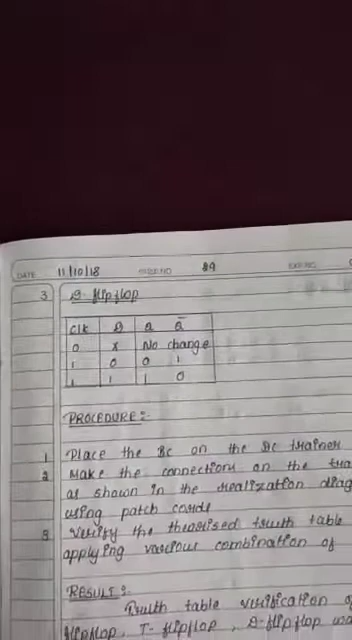 DATE 11/10/18 89
3 D flipflop
Clk D Q Q̄
0 x No change
1 0 0 1
1 1 1 0
PROCEDURE:-
1 Place the IC on the IC trainer
2 Make the connections on the
as shown in the realization
using patch cords
3 Verify the theorised truth table
applying various combination of
RESULT:-
Truth table verification of
flipflop, T-flipflop, D-flipflop